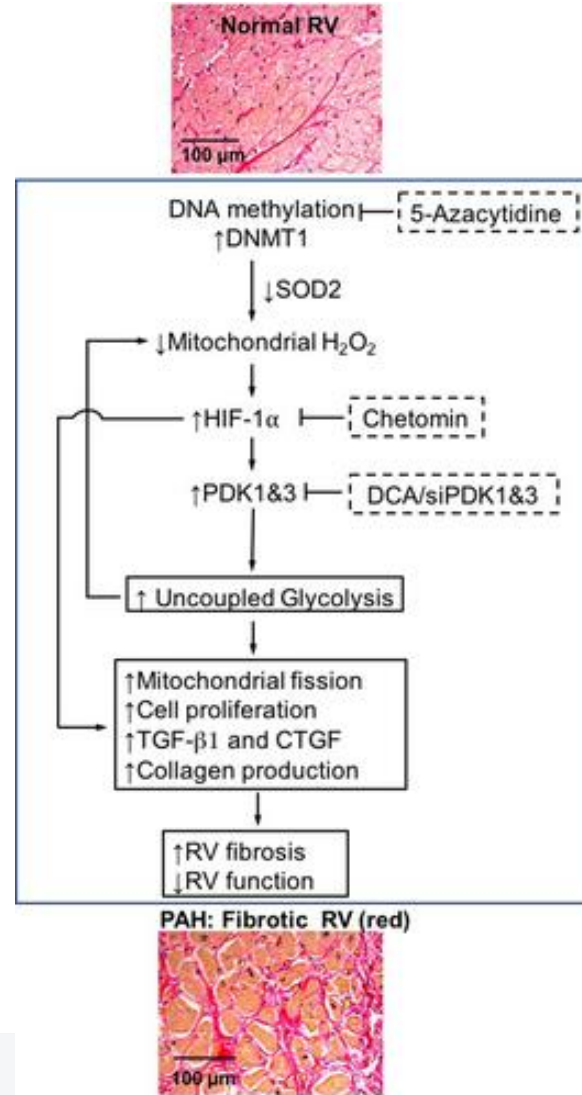 Normal RV
100 µm
DNA methylation
5-Azacytidine
↑DNMT1
↓SOD2
↓Mitochondrial H₂O₂
↑HIF-1α
Chetomin
↑PDK1&3
DCA/siPDK1&3
↑ Uncoupled Glycolysis
↑Mitochondrial fission
↑Cell proliferation
↑TGF-β1 and CTGF
↑Collagen production
↑RV fibrosis
↓RV function
PAH: Fibrotic RV (red)
100 µm